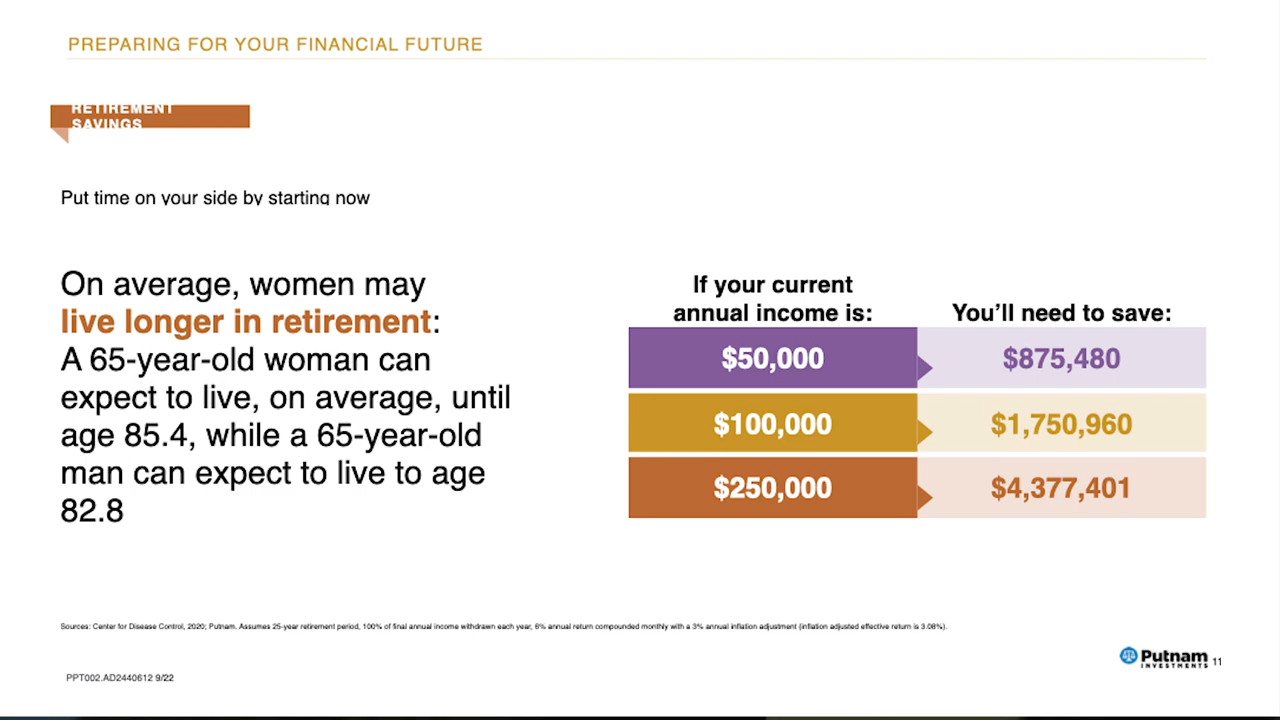 PREPARING FOR YOUR FINANCIAL FUTURE
RETIREMENT
SAVINGS
Put time on your side by starting now
On average, women may
live longer in retirement:
A 65-year-old woman can
expect to live, on average, until
age 85.4, while a 65-year-old
man can expect to live to age
82.8
If your current
annual income is:
You’ll need to save:
$50,000
$875,480
$100,000
$1,750,960
$250,000
$4,377,401
Sources: Center for Disease Control, 2020; Putnam. Assumes 25-year retirement period, 100% of final annual income withdrawn each year, 6% annual return compounded monthly with a 3% annual inflation adjustment (inflation adjusted effective return is 3.08%).
Putnam
INVESTMENTS
11
PPT002.AD2440612 9/22